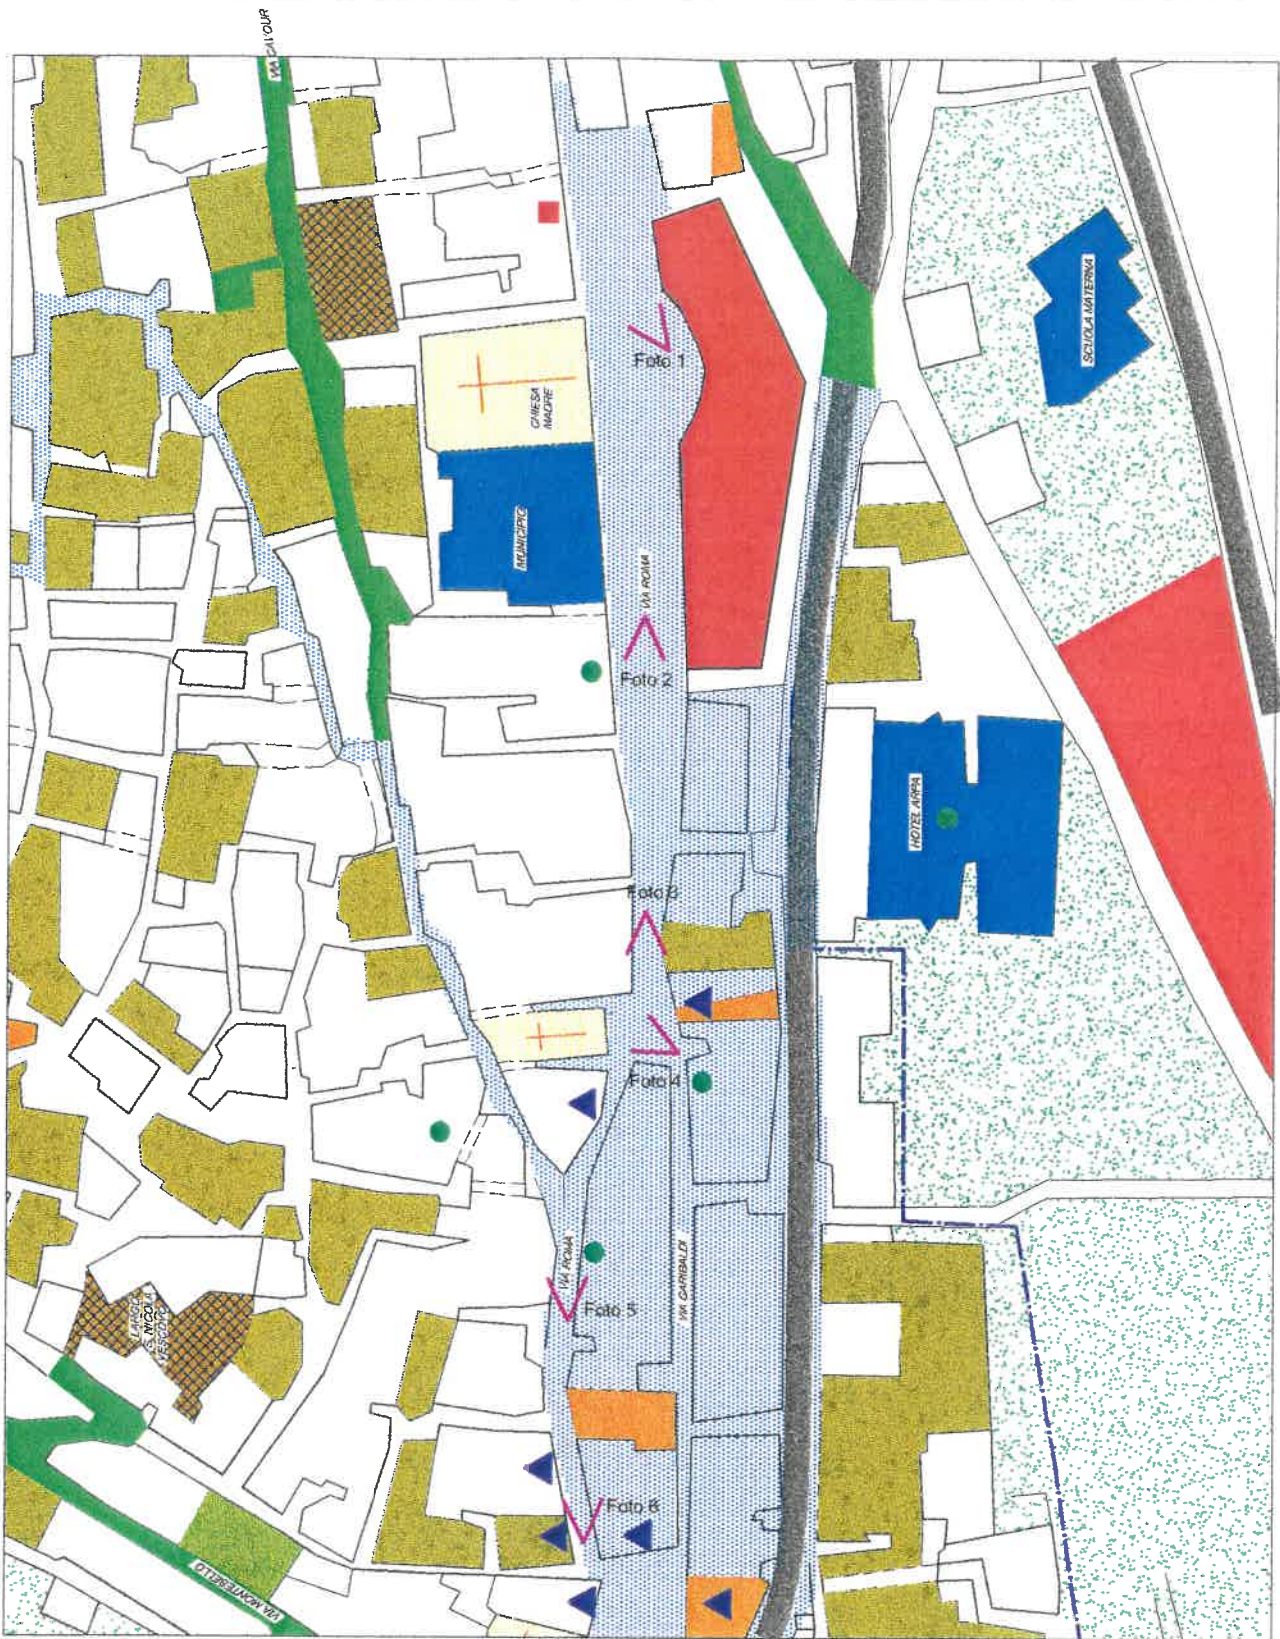 VIA CAVOUR
SCUOLA MATERNA
Foto 1
CHIESA
MADRE
MUNICIPIO
VIA ROMA
Foto 2
HOTEL ARPA
Foto 3
Foto 4
VIA ROMA
VIA GARIBALDI
Foto 5
LARGO
S. NICOLA
VESCOVO
Foto 6
VIA MONTEBELLO